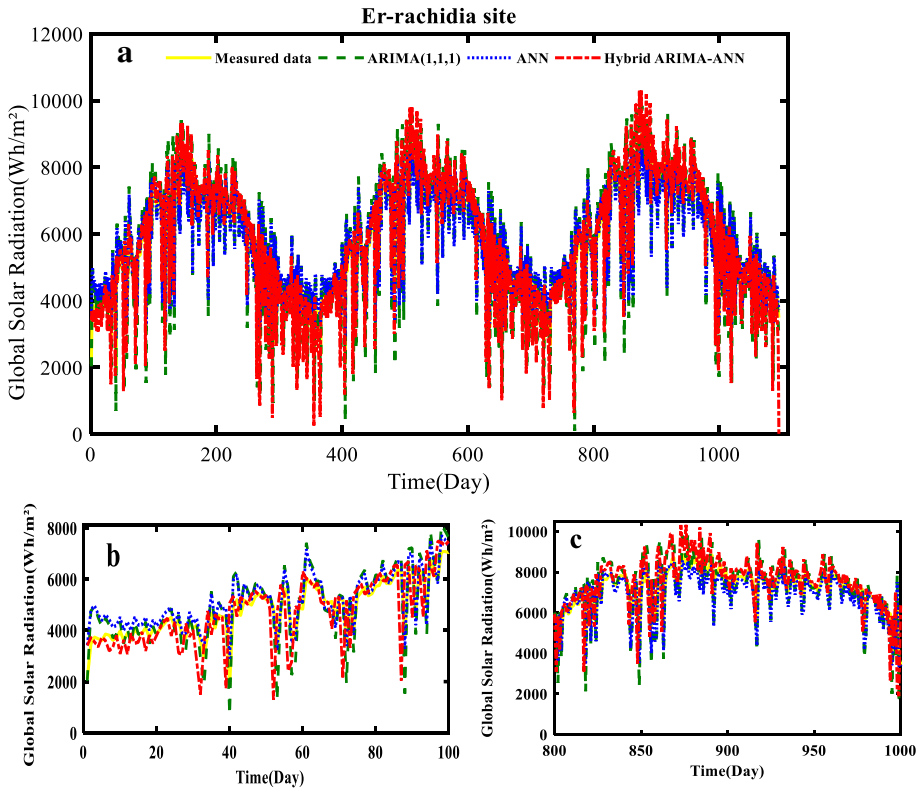 Er-rachidia site
a
Measured data
ARIMA(1,1,1)
ANN
Hybrid ARIMA-ANN
Global Solar Radiation(Wh/m²)
12000
10000
8000
6000
4000
2000
0
0 200 400 600 800 1000
Time(Day)
b
Global Solar Radiation(Wh/m²)
8000
6000
4000
2000
0
0 20 40 60 80 100
Time(Day)
c
Global Solar Radiation(Wh/m²)
10000
8000
6000
4000
2000
0
800 850 900 950 1000
Time(Day)